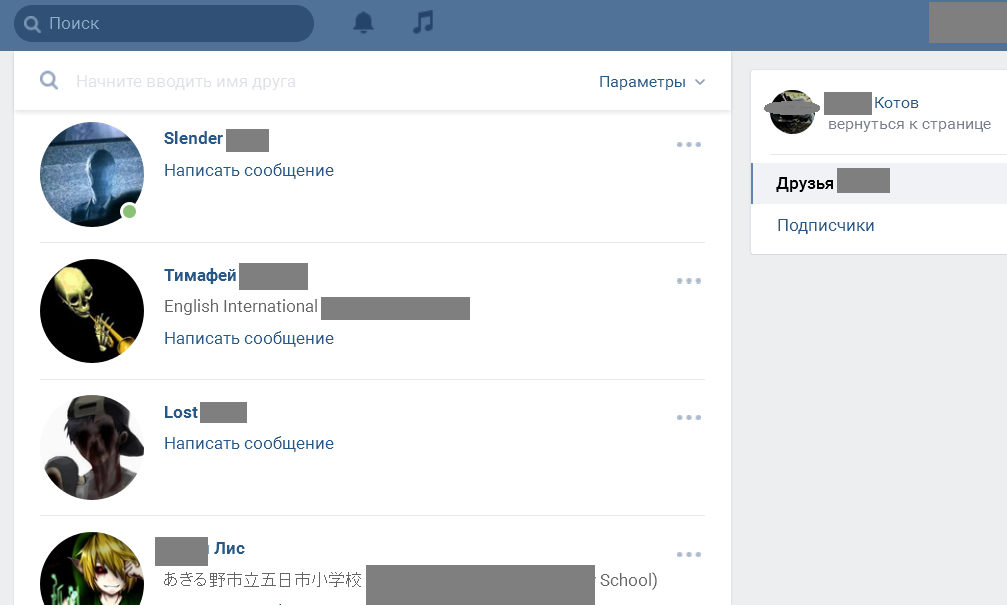 Поиск
Начните вводить имя друга
Параметры
Slender
Написать сообщение
Тимафей
English International
Написать сообщение
Lost
Написать сообщение
Лис
あきる野市立五日市小学校
School)
Котов
вернуться к странице
Друзья
Подписчики